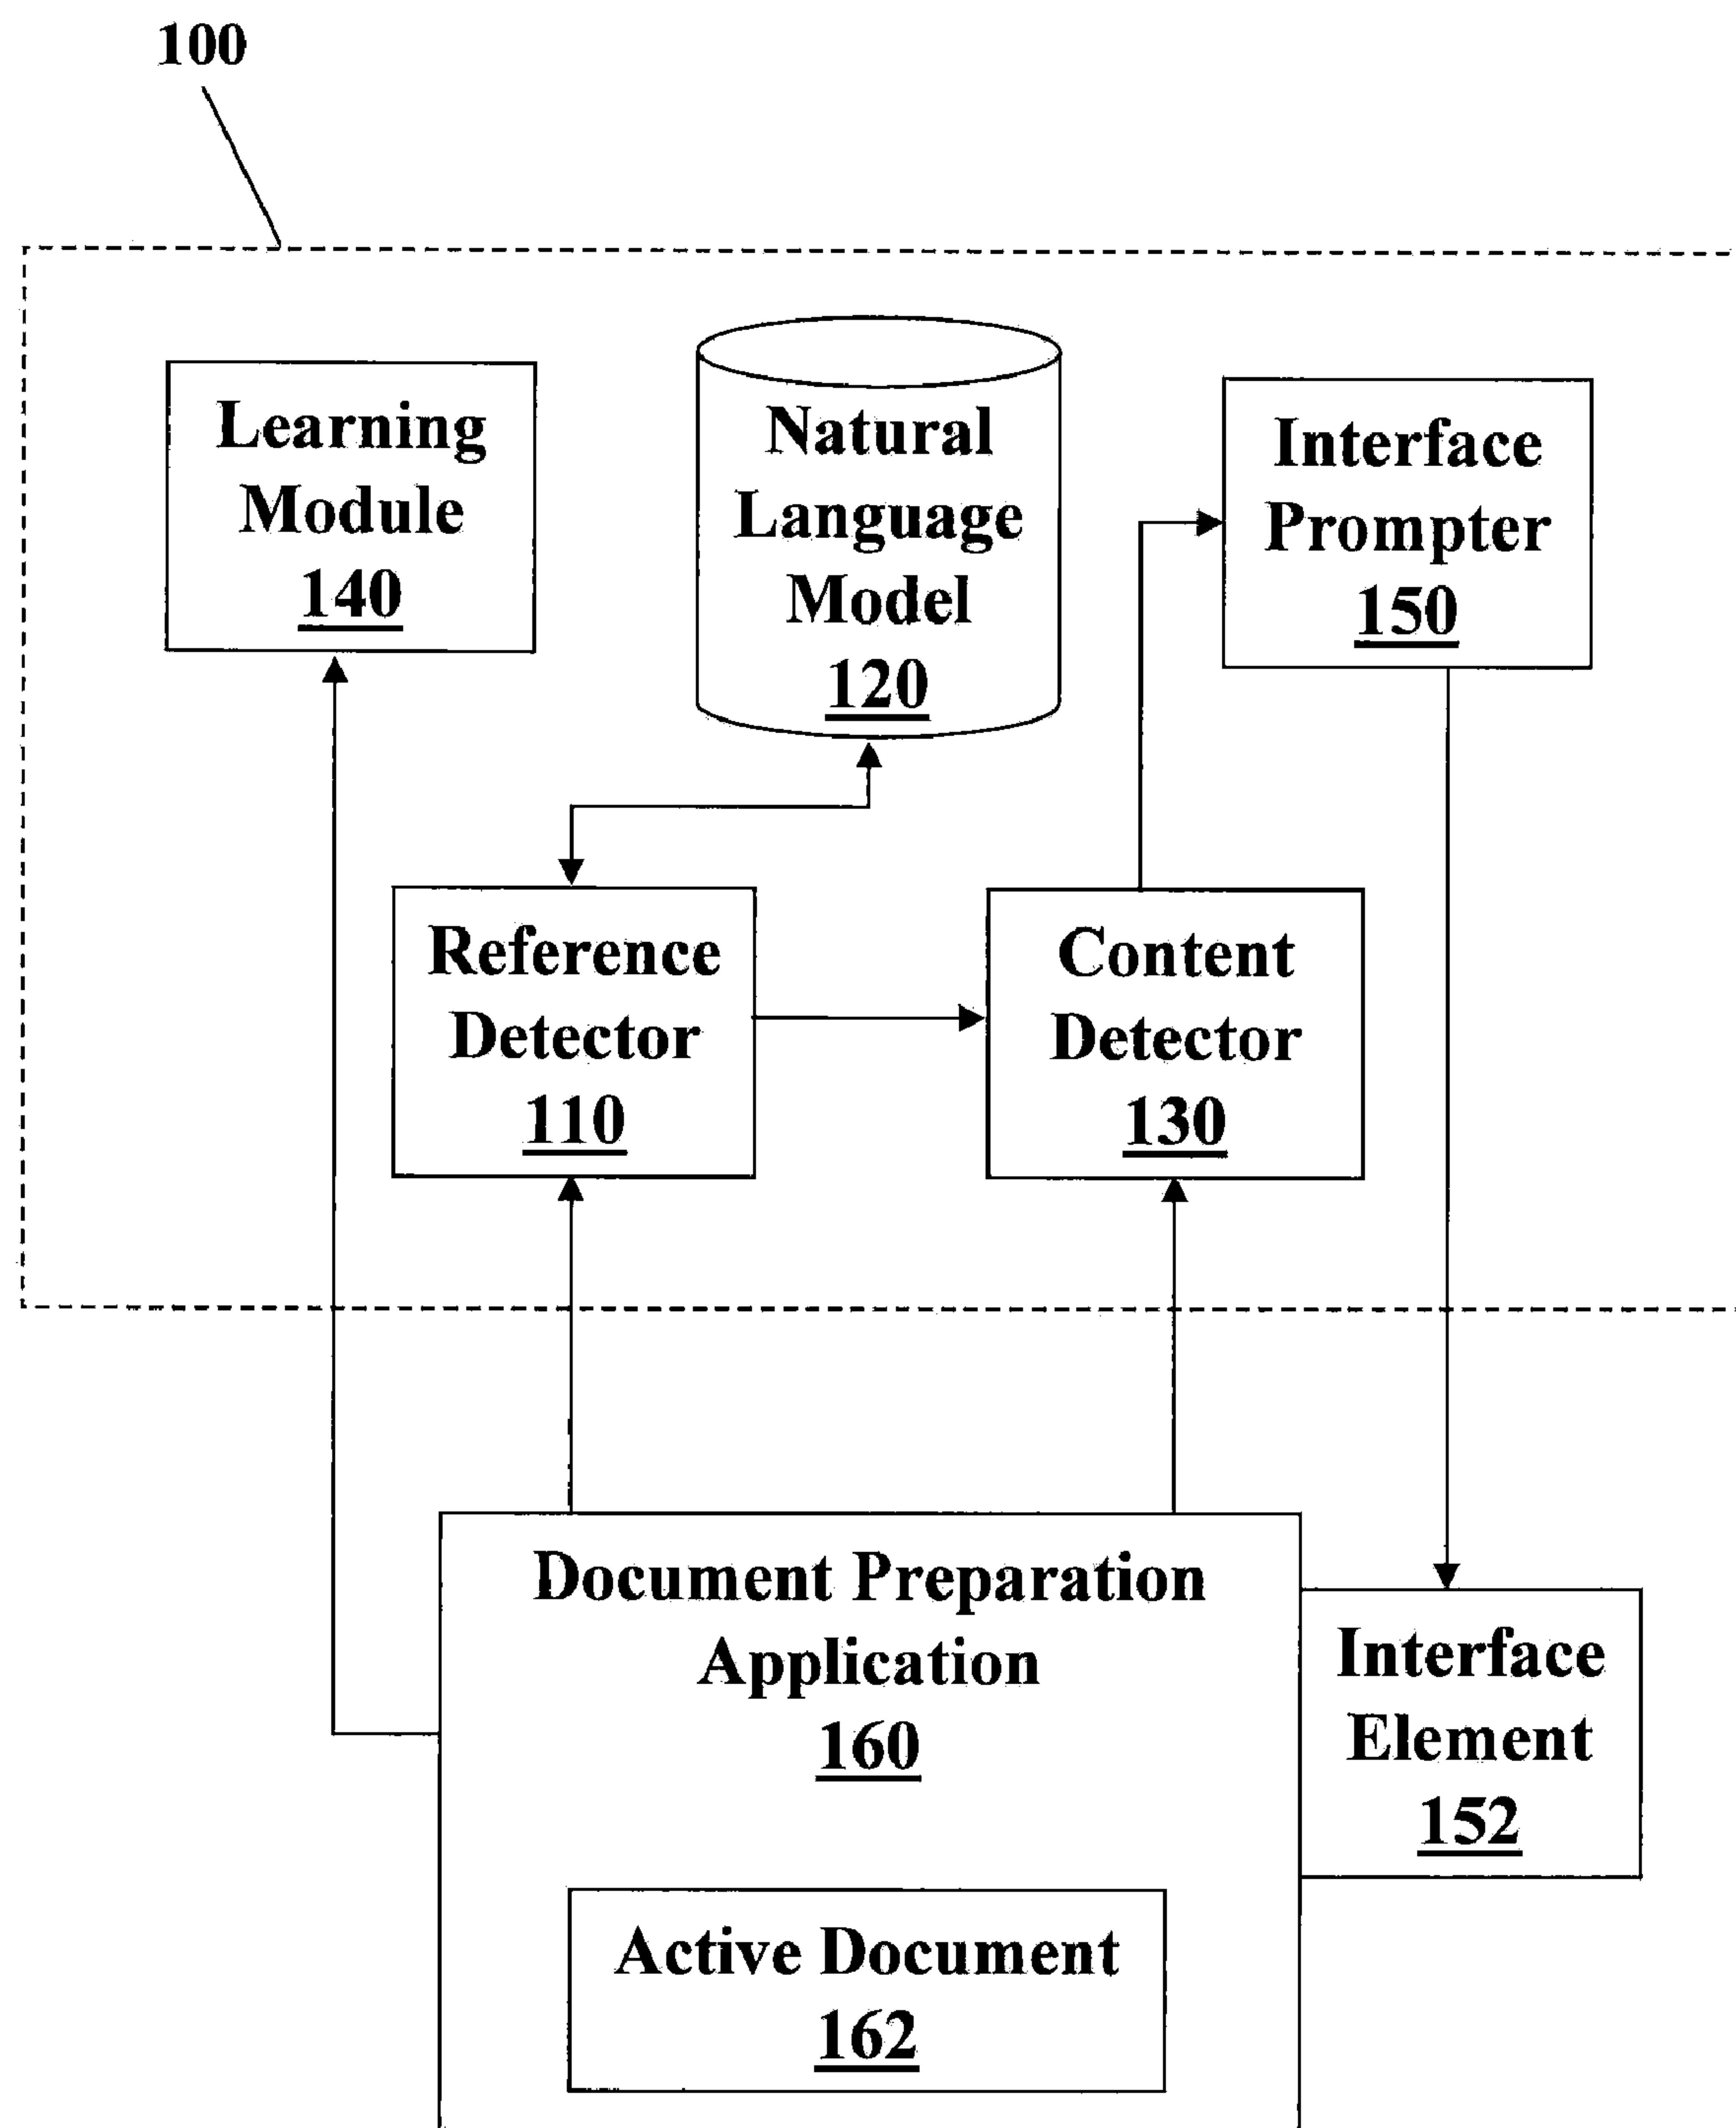 100
Learning
Module
140
Natural
Language
Model
120
Interface
Prompter
150
Reference
Detector
110
Content
Detector
130
Document Preparation
Application
160
Interface
Element
152
Active Document
162